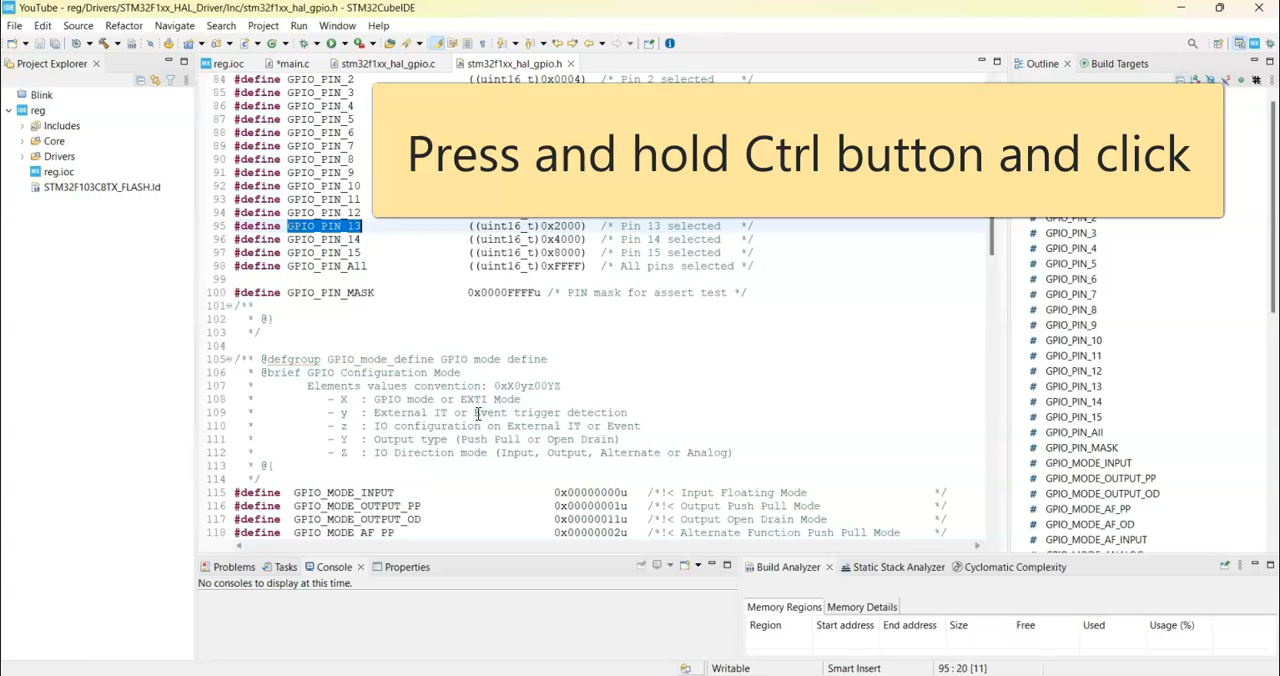 YouTube - reg/Drivers/STM32F1xx_HAL_Driver/Inc/stm32f1xx_hal_gpio.h - STM32CubeIDE
File Edit Source Refactor Navigate Search Project Run Window Help
Project Explorer
reg.ioc *main.c stm32f1xx_hal_gpio.c stm32f1xx_hal_gpio.h
Outline Build Targets
Blink
reg
Includes
Core
Drivers
reg.ioc
STM32F103C8TX_FLASH.ld
Press and hold Ctrl button and click
84 #define GPIO_PIN_2 ((uint16_t)0x0004) /* Pin 2 selected */
85 #define GPIO_PIN_3
86 #define GPIO_PIN_4
87 #define GPIO_PIN_5
88 #define GPIO_PIN_6
89 #define GPIO_PIN_7
90 #define GPIO_PIN_8
91 #define GPIO_PIN_9
92 #define GPIO_PIN_10
93 #define GPIO_PIN_11
94 #define GPIO_PIN_12
95 #define GPIO_PIN_13 ((uint16_t)0x2000) /* Pin 13 selected */
96 #define GPIO_PIN_14 ((uint16_t)0x4000) /* Pin 14 selected */
97 #define GPIO_PIN_15 ((uint16_t)0x8000) /* Pin 15 selected */
98 #define GPIO_PIN_All ((uint16_t)0xFFFF) /* All pins selected */
99
100 #define GPIO_PIN_MASK 0x0000FFFFu /* PIN mask for assert test */
101 /**
102 * @}
103 */
104
105 /** @defgroup GPIO_mode_define GPIO mode define
106 * @brief GPIO Configuration Mode
107 * Elements values convention: 0xX0yz00YZ
108 * - X : GPIO mode or EXTI Mode
109 * - y : External IT or Event trigger detection
110 * - z : IO configuration on External IT or Event
111 * - Y : Output type (Push Pull or Open Drain)
112 * - Z : IO Direction mode (Input, Output, Alternate or Analog)
113 * @{
114 */
115 #define GPIO_MODE_INPUT 0x00000000u /*!< Input Floating Mode */
116 #define GPIO_MODE_OUTPUT_PP 0x00000001u /*!< Output Push Pull Mode */
117 #define GPIO_MODE_OUTPUT_OD 0x00000011u /*!< Output Open Drain Mode */
118 #define GPIO_MODE_AF_PP 0x00000002u /*!< Alternate Function Push Pull Mode */
# GPIO_PIN_2
# GPIO_PIN_3
# GPIO_PIN_4
# GPIO_PIN_5
# GPIO_PIN_6
# GPIO_PIN_7
# GPIO_PIN_8
# GPIO_PIN_9
# GPIO_PIN_10
# GPIO_PIN_11
# GPIO_PIN_12
# GPIO_PIN_13
# GPIO_PIN_14
# GPIO_PIN_15
# GPIO_PIN_All
# GPIO_PIN_MASK
# GPIO_MODE_INPUT
# GPIO_MODE_OUTPUT_PP
# GPIO_MODE_OUTPUT_OD
# GPIO_MODE_AF_PP
# GPIO_MODE_AF_OD
# GPIO_MODE_AF_INPUT
Problems Tasks Console Properties
No consoles to display at this time.
Build Analyzer Static Stack Analyzer Cyclomatic Complexity
Memory Regions Memory Details
Region Start address End address Size Free Used Usage (%)
Writable Smart Insert 95 : 20 [11]